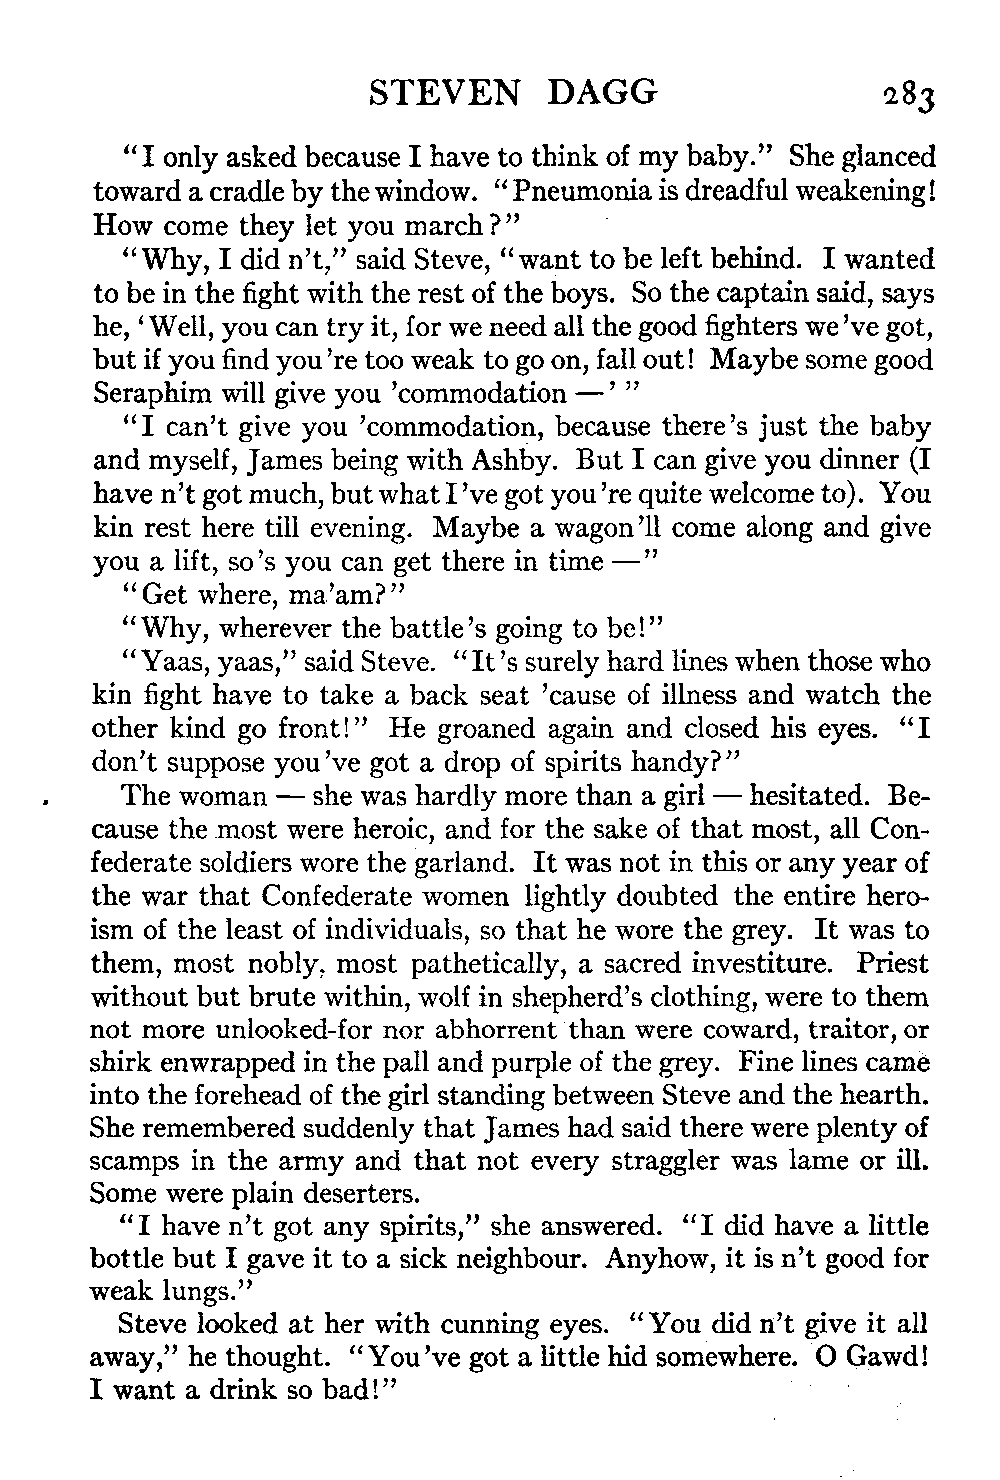 STEVEN DAGG 283
“I only asked because I have to think of my baby.” She glanced
toward a cradle by the window. “Pneumonia is dreadful weakening!
How come they let you march?”
“Why, I did n’t,” said Steve, “want to be left behind. I wanted
to be in the fight with the rest of the boys. So the captain said, says
he, ‘Well, you can try it, for we need all the good fighters we’ve got,
but if you find you’re too weak to go on, fall out! Maybe some good
Seraphim will give you ’commodation —’ ”
“I can’t give you ’commodation, because there’s just the baby
and myself, James being with Ashby. But I can give you dinner (I
have n’t got much, but what I’ve got you’re quite welcome to). You
kin rest here till evening. Maybe a wagon’ll come along and give
you a lift, so’s you can get there in time —”
“Get where, ma’am?”
“Why, wherever the battle’s going to be!”
“Yaas, yaas,” said Steve. “It’s surely hard lines when those who
kin fight have to take a back seat ’cause of illness and watch the
other kind go front!” He groaned again and closed his eyes. “I
don’t suppose you’ve got a drop of spirits handy?”
The woman — she was hardly more than a girl — hesitated. Be-
cause the most were heroic, and for the sake of that most, all Con-
federate soldiers wore the garland. It was not in this or any year of
the war that Confederate women lightly doubted the entire hero-
ism of the least of individuals, so that he wore the grey. It was to
them, most nobly, most pathetically, a sacred investiture. Priest
without but brute within, wolf in shepherd’s clothing, were to them
not more unlooked-for nor abhorrent than were coward, traitor, or
shirk enwrapped in the pall and purple of the grey. Fine lines came
into the forehead of the girl standing between Steve and the hearth.
She remembered suddenly that James had said there were plenty of
scamps in the army and that not every straggler was lame or ill.
Some were plain deserters.
“I have n’t got any spirits,” she answered. “I did have a little
bottle but I gave it to a sick neighbour. Anyhow, it is n’t good for
weak lungs.”
Steve looked at her with cunning eyes. “You did n’t give it all
away,” he thought. “You’ve got a little hid somewhere. O Gawd!
I want a drink so bad!”